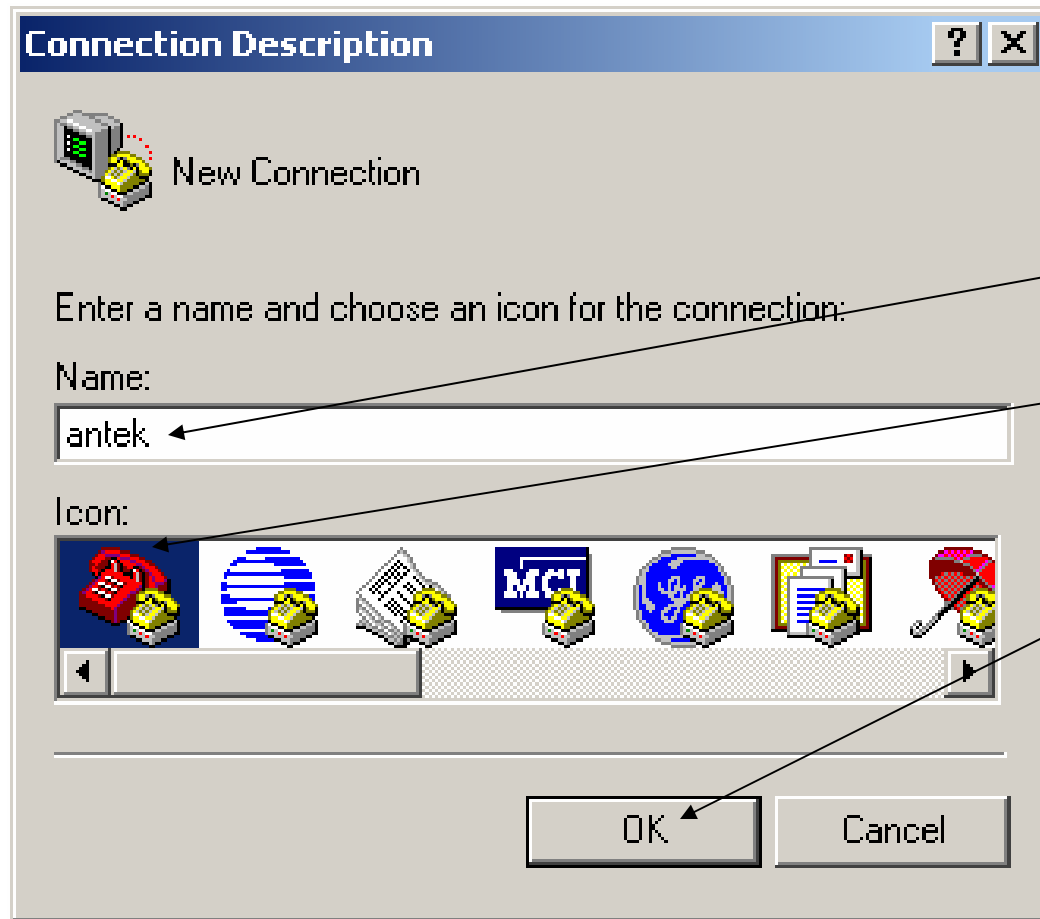 Connection Description
New Connection
Enter a name and choose an icon for the connection:
Name:
antek
Icon:
MCI
OK
Cancel